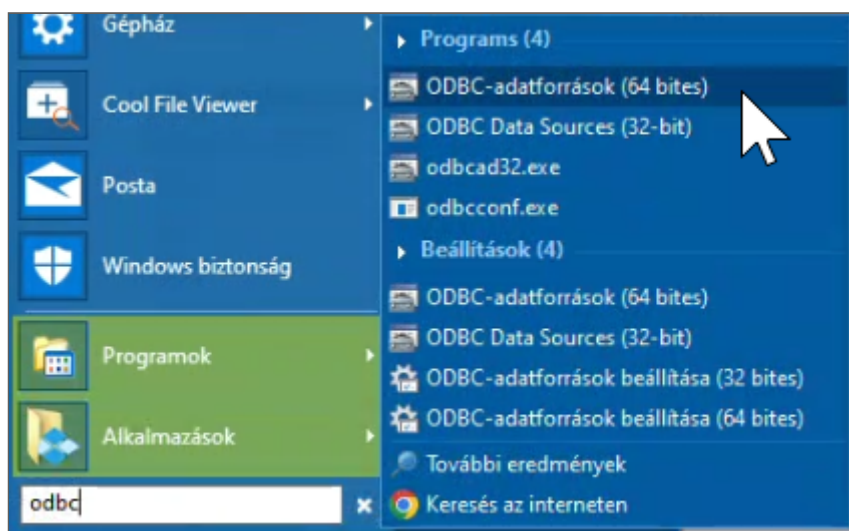 Gépház
Cool File Viewer
Posta
Windows biztonság
Programok
Alkalmazások
odbc
Programs (4)
ODBC-adatforrások (64 bites)
ODBC Data Sources (32-bit)
odbcad32.exe
odbcconf.exe
Beállítások (4)
ODBC-adatforrások (64 bites)
ODBC Data Sources (32-bit)
ODBC-adatforrások beállítása (32 bites)
ODBC-adatforrások beállítása (64 bites)
További eredmények
Keresés az interneten